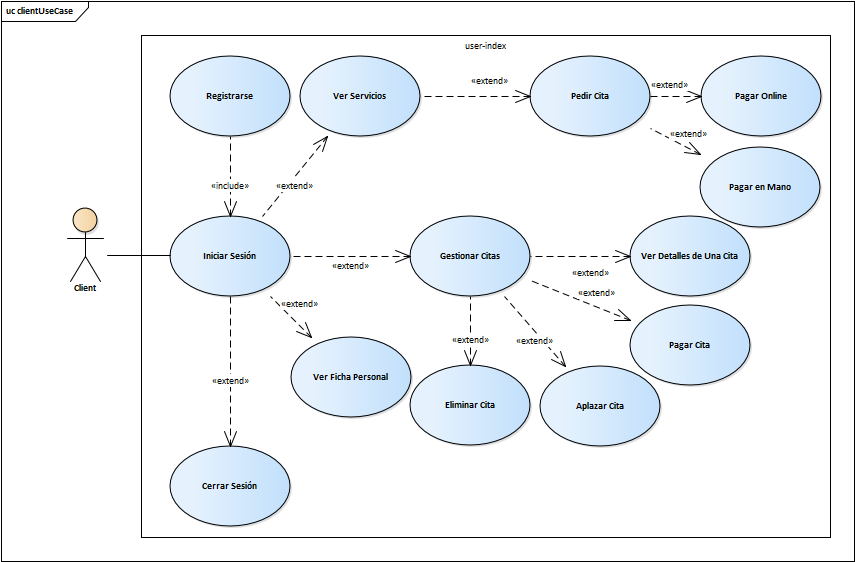 uc clientUseCase
user-index
Registrarse
Ver Servicios
«extend»
Pedir Cita
«extend»
Pagar Online
«extend»
Pagar en Mano
«include»
«extend»
Client
Iniciar Sesión
«extend»
Gestionar Citas
«extend»
Ver Detalles de Una Cita
«extend»
Pagar Cita
«extend»
Ver Ficha Personal
«extend»
Eliminar Cita
«extend»
Aplazar Cita
«extend»
Cerrar Sesión